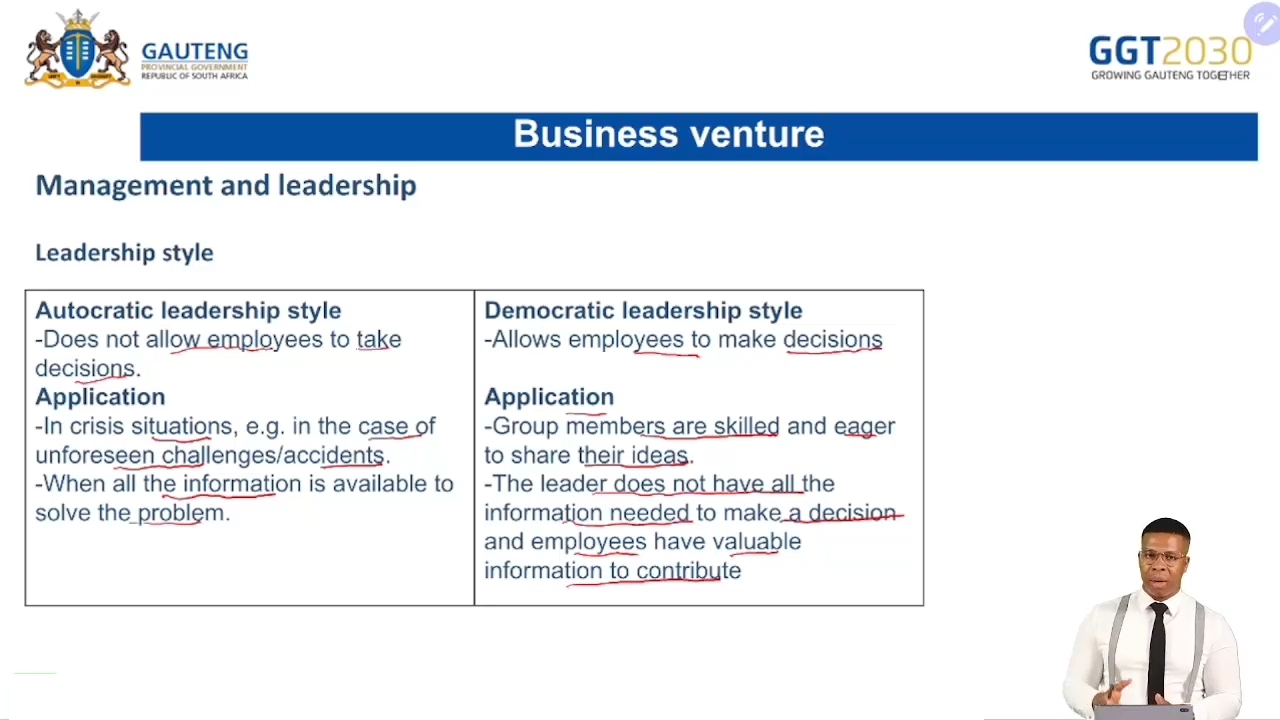 GAUTENG
PROVINCIAL GOVERNMENT
REPUBLIC OF SOUTH AFRICA
GGT2030
GROWING GAUTENG TOGETHER
Business venture
Management and leadership
Leadership style
Autocratic leadership style
-Does not allow employees to take
decisions.
Application
-In crisis situations, e.g. in the case of
unforeseen challenges/accidents.
-When all the information is available to
solve the problem.
Democratic leadership style
-Allows employees to make decisions
Application
-Group members are skilled and eager
to share their ideas.
-The leader does not have all the
information needed to make a decision
and employees have valuable
information to contribute